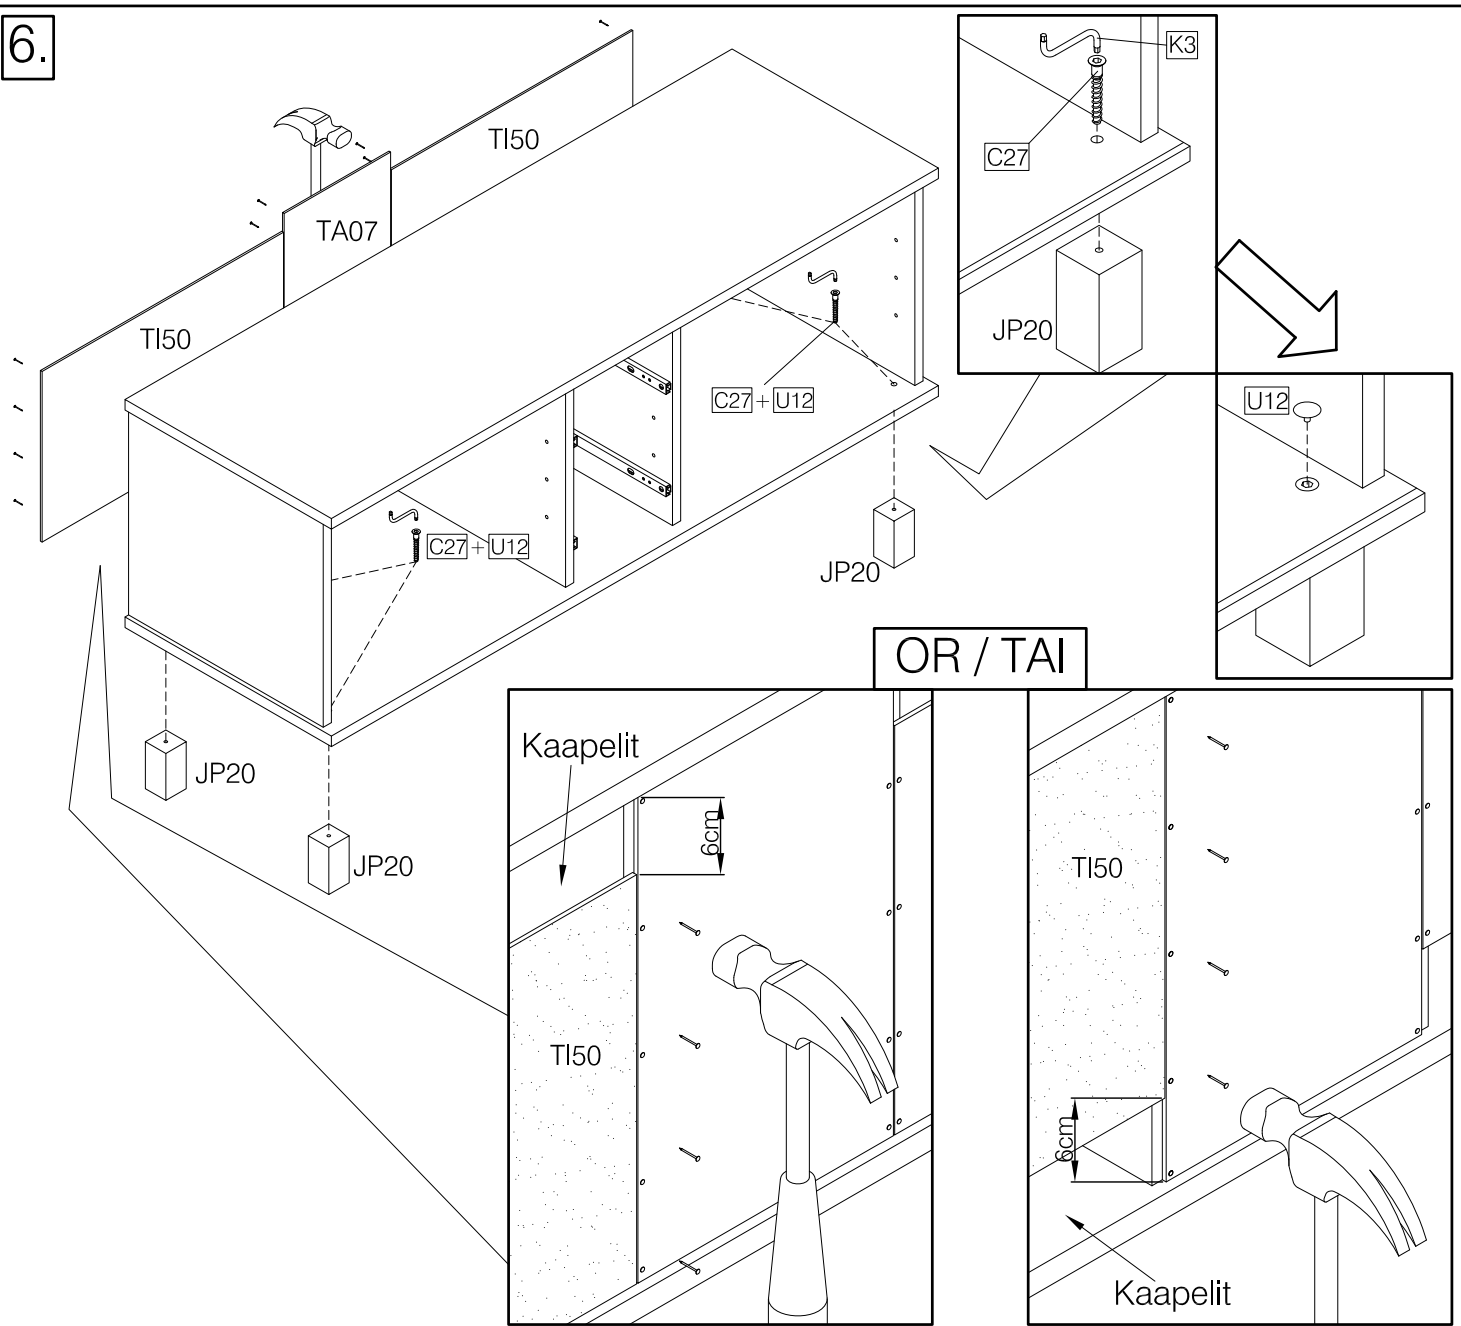 6.
TI50
K3
C27
TA07
JP20
TI50
U12
C27 + U12
C27 + U12
JP20
JP20
JP20
OR / TAI
Kaapelit
6cm
TI50
TI50
6cm
Kaapelit